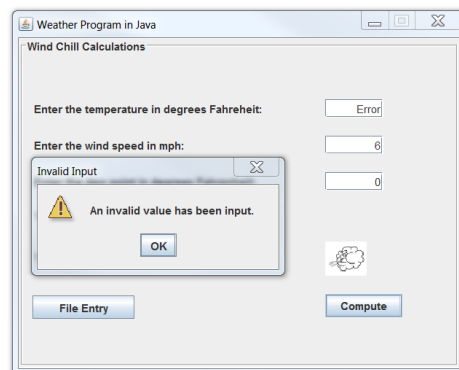 Weather Program in Java
Wind Chill Calculations
Enter the temperature in degrees Fahreheit:
Error
Enter the wind speed in mph:
6
0
Invalid Input
An invalid value has been input.
OK
File Entry
Compute